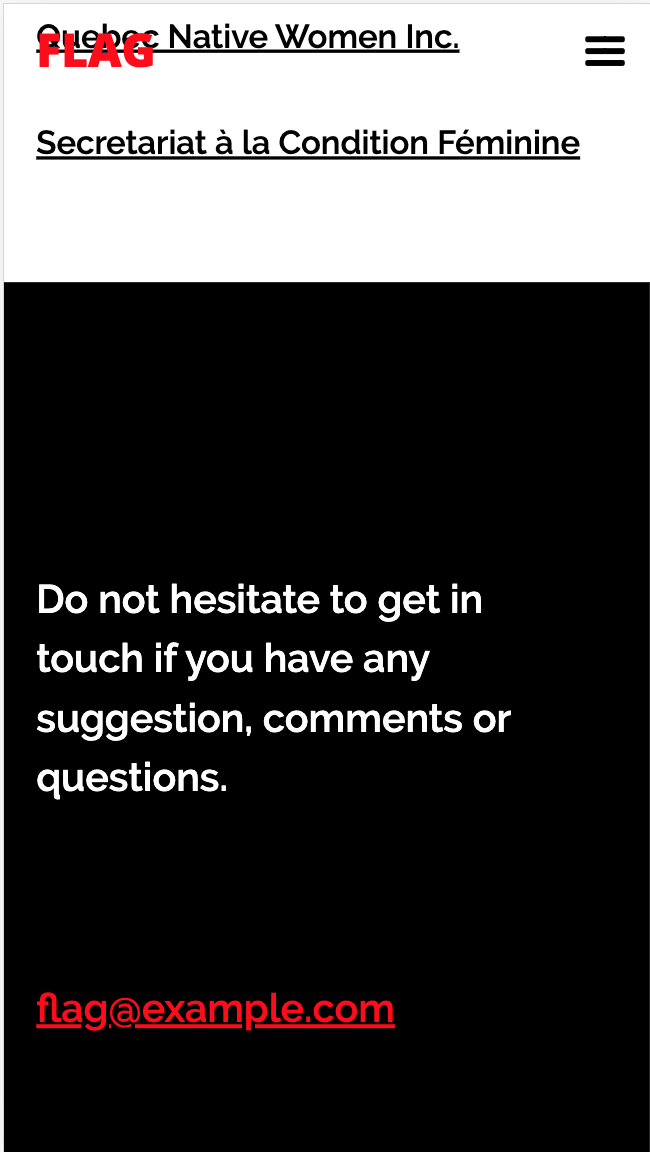 Quebec Native Women Inc.
FLAG
Secretariat à la Condition Féminine
Do not hesitate to get in
touch if you have any
suggestion, comments or
questions.
flag@example.com